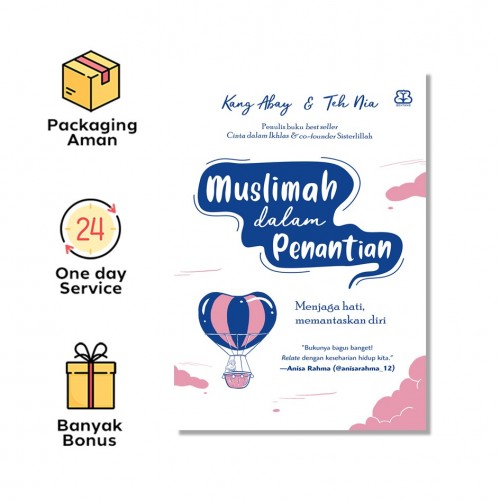 Packaging
Aman
24
One day
Service
Banyak
Bonus
Kang Abay & Teh Nia
Penulis buku best seller
Cinta dalam Ikhlas & co-founder Sisterlillah
Muslimah
dalam
Penantian
Menjaga hati,
memantaskan diri
"Bukunya bagus banget!
Relate dengan keseharian hidup kita."
—Anisa Rahma (@anisarahma_12)